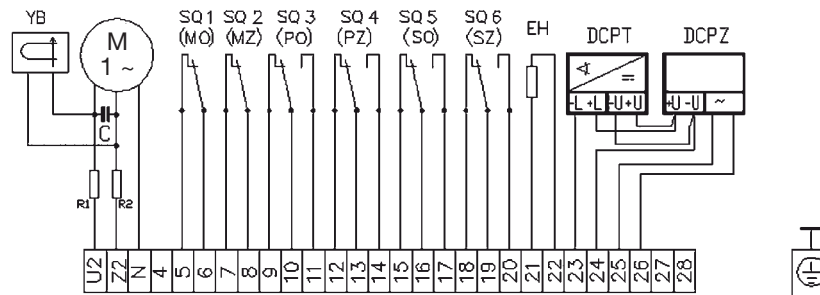 YB
M
1 ~
C
R1
R2
SQ 1
(MO)
SQ 2
(MZ)
SQ 3
(PO)
SQ 4
(PZ)
SQ 5
(SO)
SQ 6
(SZ)
EH
DCPT
-L +L -U +U
DCPZ
+U -U ~
U2 Z2 N 4 5 6 7 8 9 10 11 12 13 14 15 16 17 18 19 20 21 22 23 24 25 26 27 28